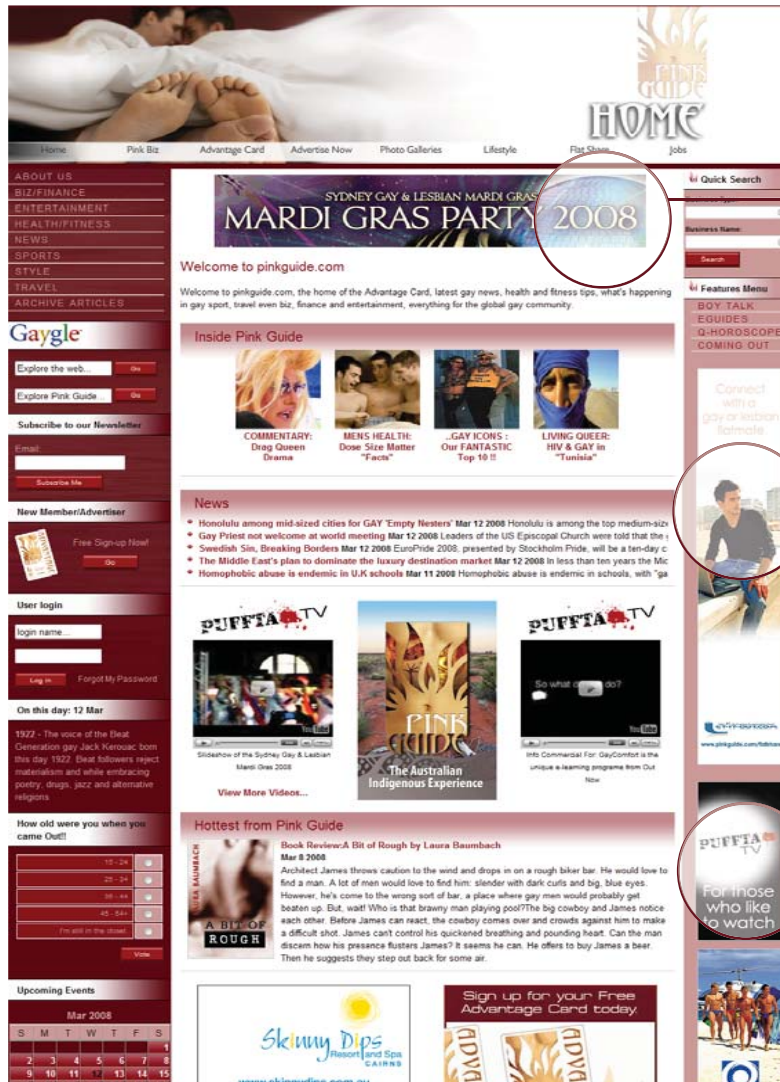 PINK
GUIDE
HOME
Home
Pink Biz
Advantage Card
Advertise Now
Photo Galleries
Lifestyle
Flat Share
Jobs
ABOUT US
BIZ/FINANCE
ENTERTAINMENT
HEALTH/FITNESS
NEWS
SPORTS
STYLE
TRAVEL
ARCHIVE ARTICLES
Gaygle
Explore the web...
Go
Explore Pink Guide...
Go
Subscribe to our Newsletter
Email:
Subscribe Me
New Member/Advertiser
Free Sign-up Now!
Go
User login
login name...
Log in
Forgot My Password
On this day: 12 Mar
1922 - The voice of the Beat
Generation gay Jack Kerouac born
this day 1922. Beat followers reject
materialism and while embracing
poetry, drugs, jazz and alternative
religions
How old were you when you
came Out!!
15 - 24
25 - 34
35 - 44
45 - 64+
I'm still in the closet
Vote
Upcoming Events
Mar 2008
S M T W T F S
1
2 3 4 5 6 7 8
9 10 11 12 13 14 15
SYDNEY GAY & LESBIAN MARDI GRAS
MARDI GRAS PARTY 2008
Welcome to pinkguide.com
Welcome to pinkguide.com, the home of the Advantage Card, latest gay news, health and fitness tips, what's happening
in gay sport, travel even biz, finance and entertainment, everything for the global gay community.
Inside Pink Guide
COMMENTARY:
Drag Queen
Drama
MENS HEALTH:
Dose Size Matter
"Facts"
..GAY ICONS :
Our FANTASTIC
Top 10 !!
LIVING QUEER:
HIV & GAY in
"Tunisia"
News
Honolulu among mid-sized cities for GAY 'Empty Nesters' Mar 12 2008 Honolulu is among the top medium-size
Gay Priest not welcome at world meeting Mar 12 2008 Leaders of the US Episcopal Church were told that the
Swedish Sin, Breaking Borders Mar 12 2008 EuroPride 2008, presented by Stockholm Pride, will be a ten-day c
The Middle East's plan to dominate the luxury destination market Mar 12 2008 In less than ten years the Mic
Homophobic abuse is endemic in U.K schools Mar 11 2008 Homophobic abuse is endemic in schools, with "ga
PUFFTA TV
YouTube
Slideshow of the Sydney Gay & Lesbian
Mardi Gras 2008
View More Videos...
PINK
GUIDE
The Australian
Indigenous Experience
PUFFTA TV
So what do do?
YouTube
Info Commercial For: GayComfort is the
unique e-learning programe from Out
Now
Hottest from Pink Guide
LAURA BAUMBACH
A BIT OF
ROUGH
Book Review:A Bit of Rough by Laura Baumbach
Mar 8 2008
Architect James throws caution to the wind and drops in on a rough biker bar. He would love to
find a man. A lot of men would love to find him: slender with dark curls and big, blue eyes.
However, he's come to the wrong sort of bar, a place where gay men would probably get
beaten up. But, wait! Who is that brawny man playing pool?The big cowboy and James notice
each other. Before James can react, the cowboy comes over and crowds against him to make
a difficult shot. James can't control his quickened breathing and pounding heart. Can the man
discern how his presence flusters James? It seems he can. He offers to buy James a beer.
Then he suggests they step out back for some air.
Skinny Dips
Resort and Spa
CAIRNS
www.skinnydips.com.au
Sign up for your Free
Advantage Card today.
Quick Search
Business Name:
Search
Features Menu
BOY TALK
EGUIDES
Q-HOROSCOPE
COMING OUT
Connect
with a
gay or lesbian
flatmate
PUFFTA
TV
For those
who like
to watch